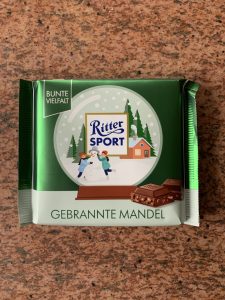 BUNTE
VIELFALT
Ritter
SPORT
GEBRANNTE MANDEL